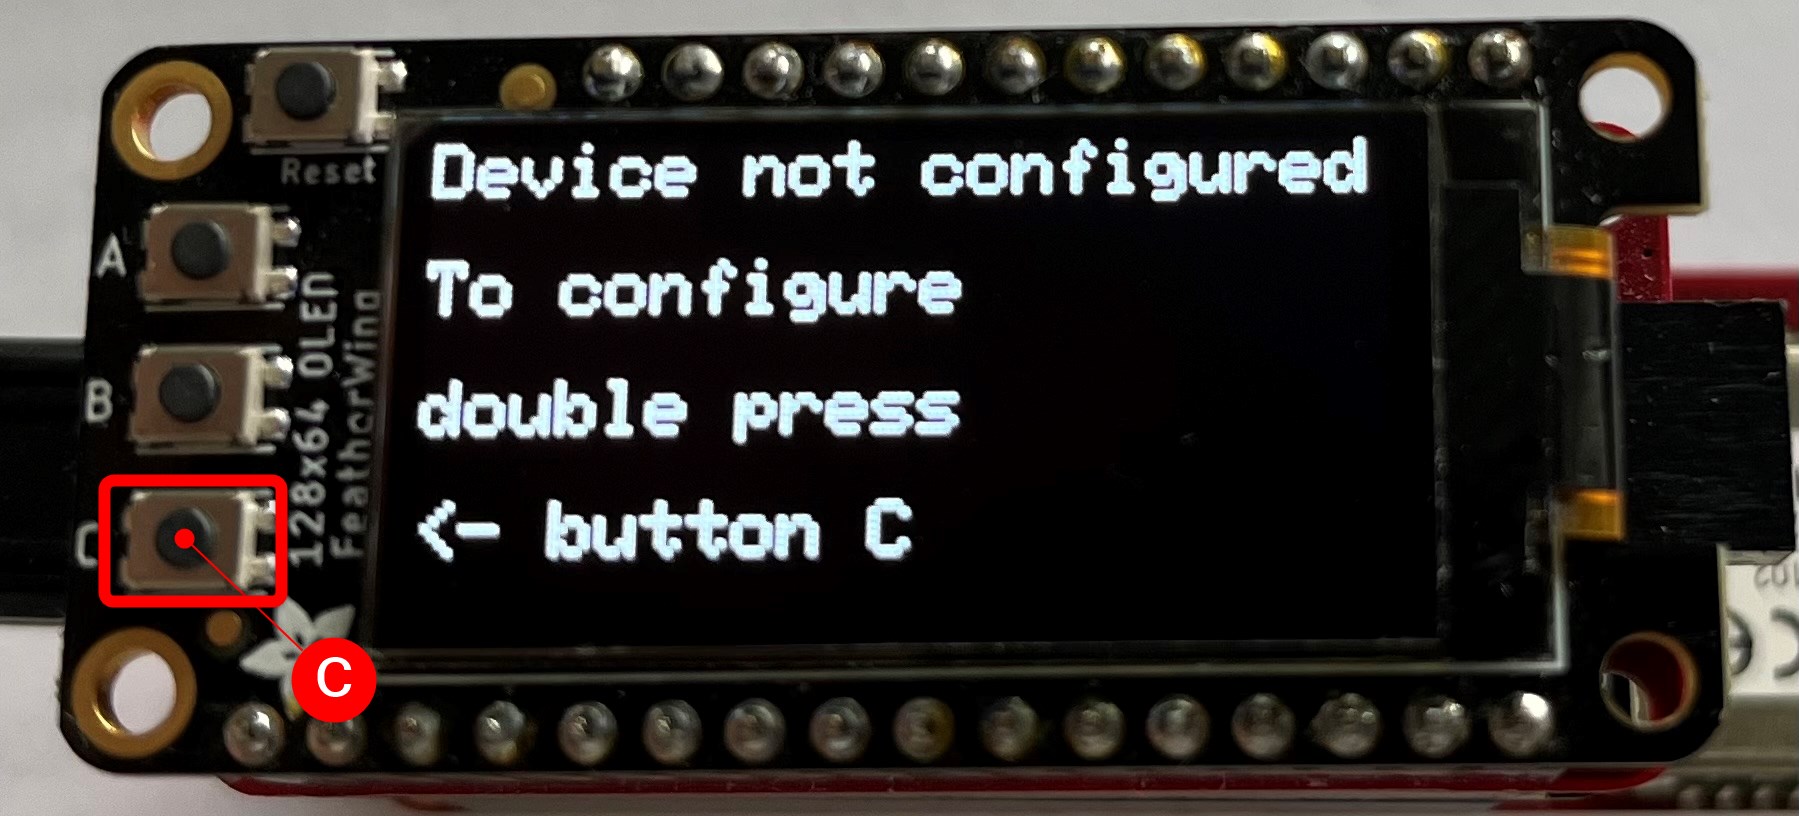 Reset
Device not configured
A
To configure
B
double press
C
<- button C
128x64 OLED
FeatherWing
C